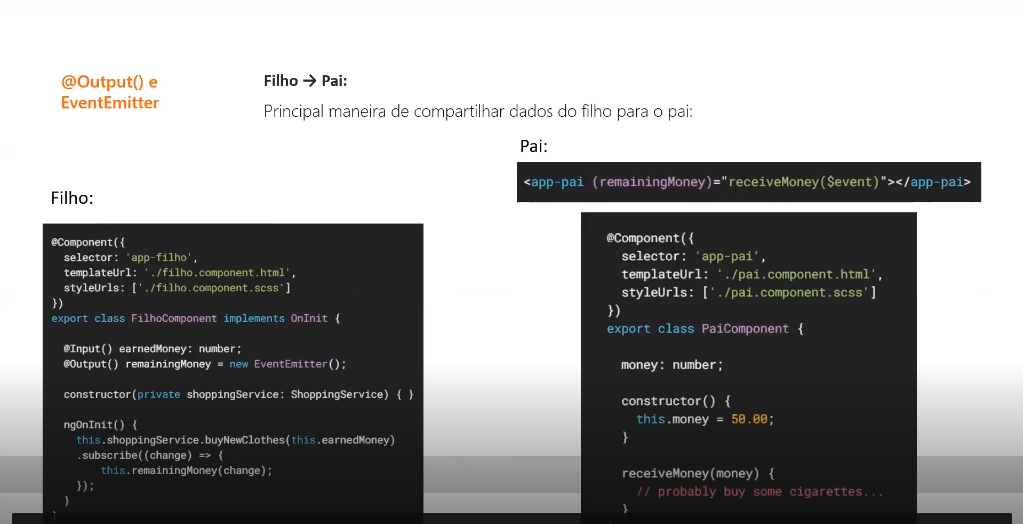 @Output() e
EventEmitter
Filho → Pai:
Principal maneira de compartilhar dados do filho para o pai:
Pai:
<app-pai (remainingMoney)="receiveMoney($event)"></app-pai>
Filho:
@Component({
selector: 'app-filho',
templateUrl: './filho.component.html',
styleUrls: ['./filho.component.scss']
})
export class FilhoComponent implements OnInit {
@Input() earnedMoney: number;
@Output() remainingMoney = new EventEmitter();
constructor(private shoppingService: ShoppingService) { }
ngOnInit() {
this.shoppingService.buyNewClothes(this.earnedMoney)
.subscribe((change) => {
this.remainingMoney(change);
});
}
@Component({
selector: 'app-pai',
templateUrl: './pai.component.html',
styleUrls: ['./pai.component.scss']
})
export class PaiComponent {
money: number;
constructor() {
this.money = 50.00;
}
receiveMoney(money) {
// probably buy some cigarettes...
}